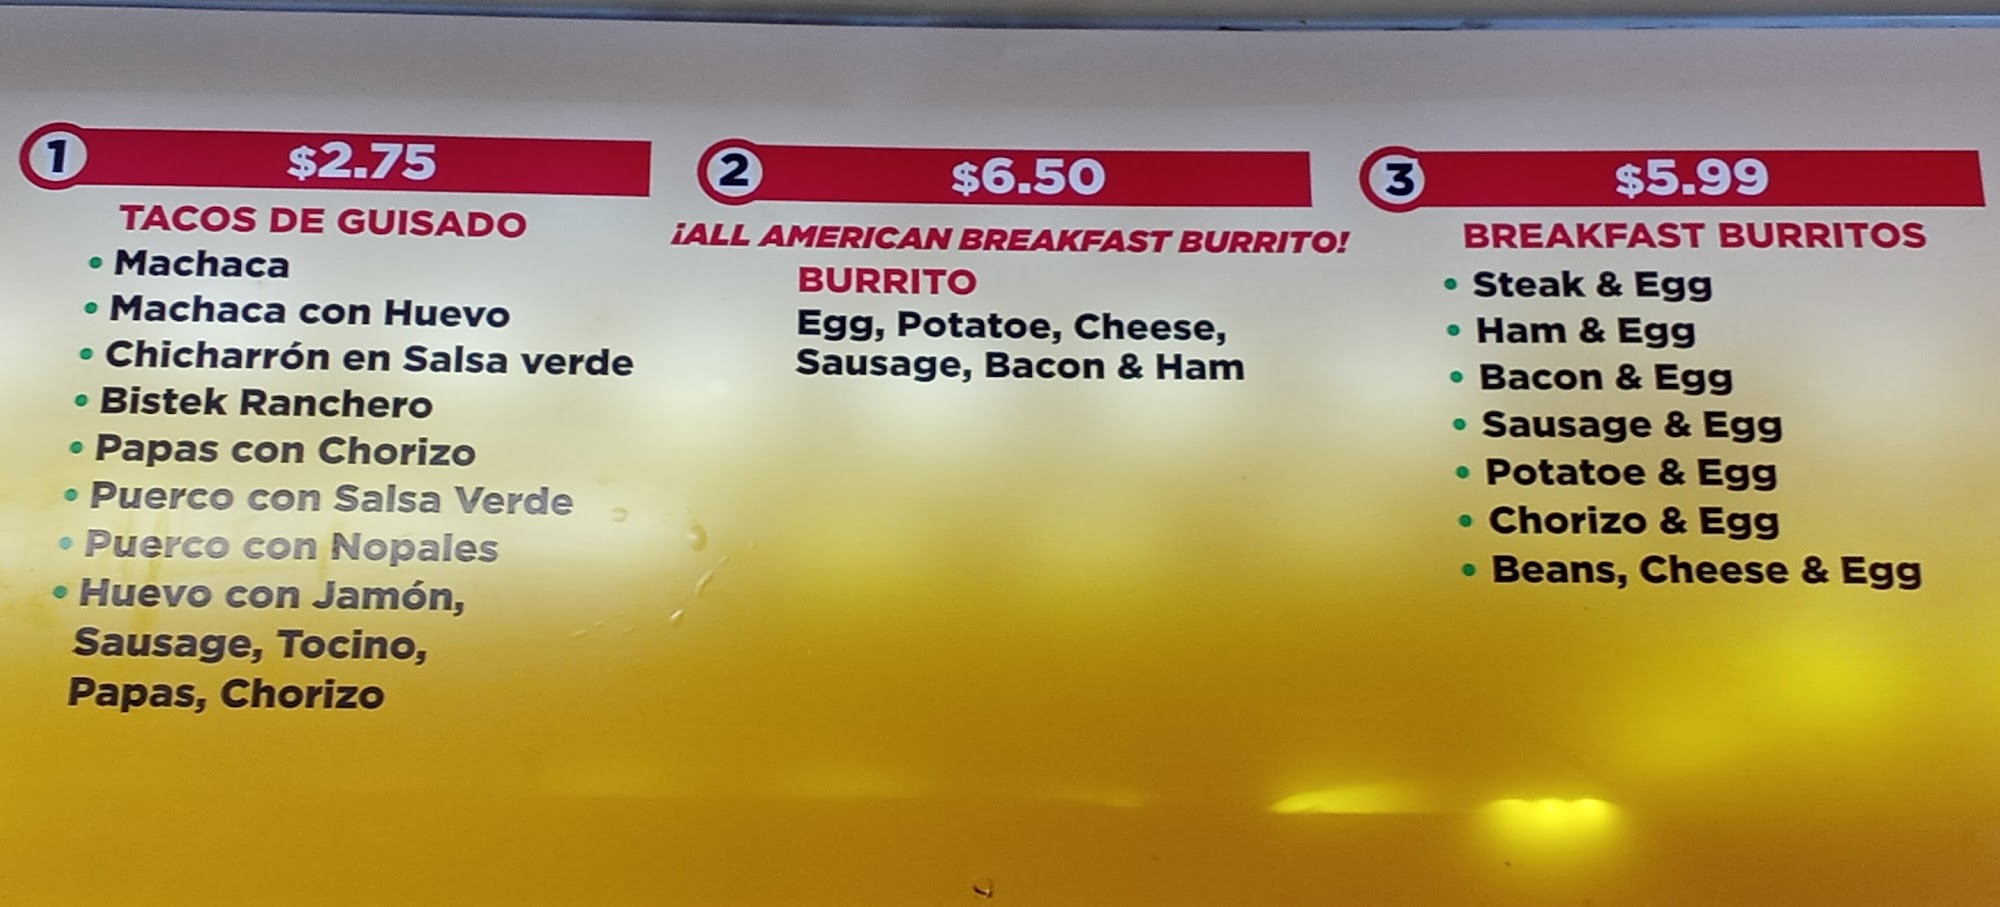 1 $2.75
TACOS DE GUISADO
• Machaca
• Machaca con Huevo
• Chicharrón en Salsa verde
• Bistek Ranchero
• Papas con Chorizo
• Puerco con Salsa Verde
• Puerco con Nopales
• Huevo con Jamón,
Sausage, Tocino,
Papas, Chorizo
2 $6.50
¡ALL AMERICAN BREAKFAST BURRITO!
BURRITO
Egg, Potatoe, Cheese,
Sausage, Bacon & Ham
3 $5.99
BREAKFAST BURRITOS
• Steak & Egg
• Ham & Egg
• Bacon & Egg
• Sausage & Egg
• Potatoe & Egg
• Chorizo & Egg
• Beans, Cheese & Egg